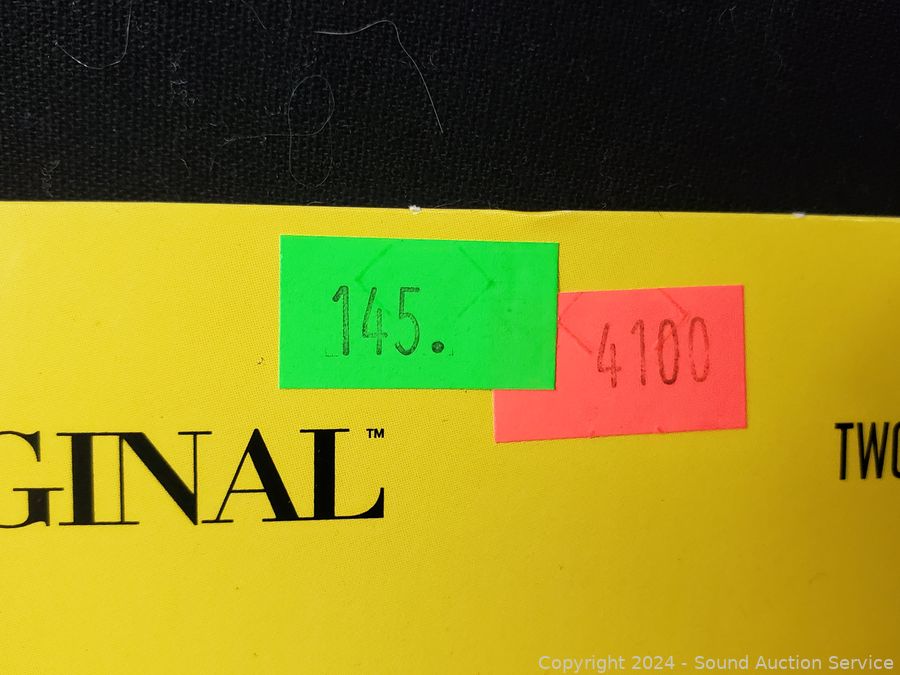 145.
4100
GINAL™
TWO
Copyright © 2024 - Sound Auction Service